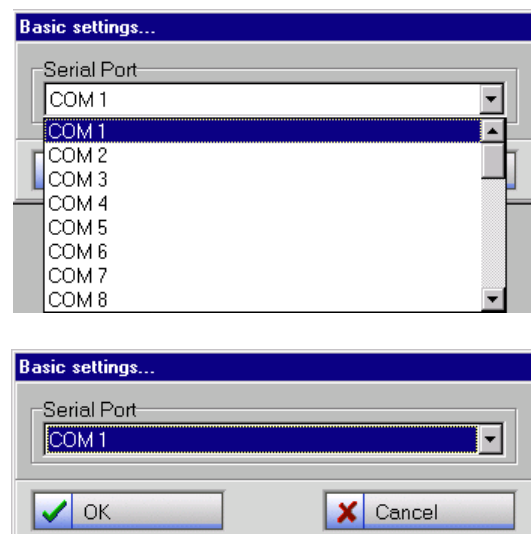 Basic settings...
Serial Port
COM 1
COM 1
COM 2
COM 3
COM 4
COM 5
COM 6
COM 7
COM 8
Basic settings...
Serial Port
COM 1
OK Cancel